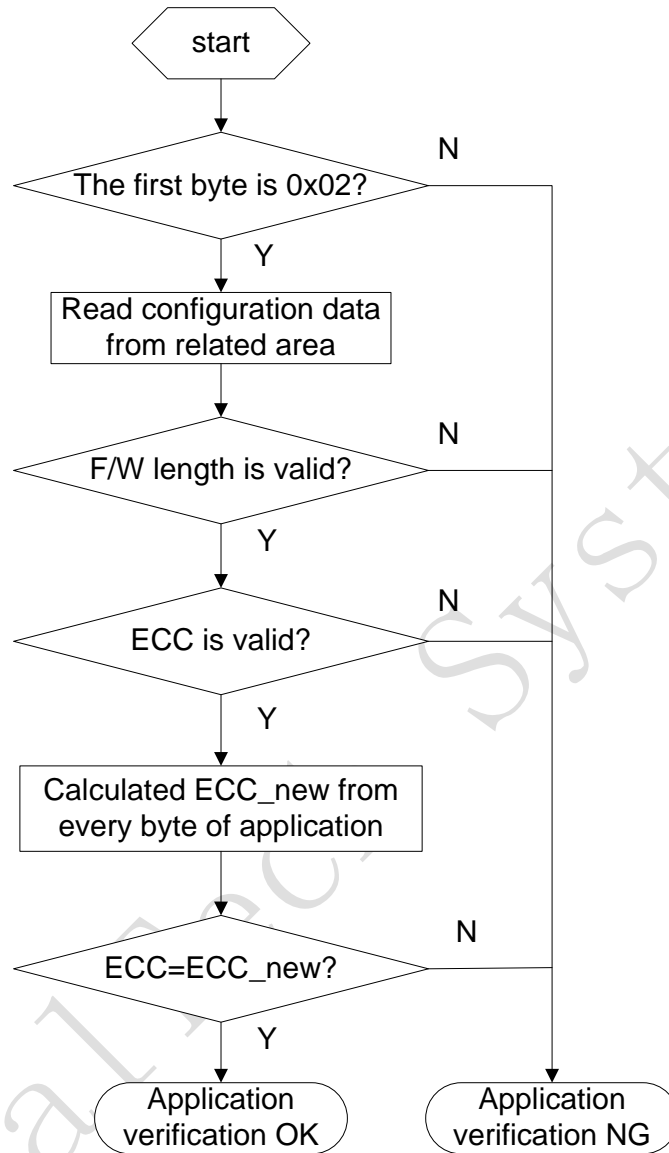 start
The first byte is 0x02?
N
Y
Read configuration data
from related area
F/W length is valid?
N
Y
ECC is valid?
N
Y
Calculated ECC_new from
every byte of application
ECC=ECC_new?
N
Y
Application
verification OK
Application
verification NG